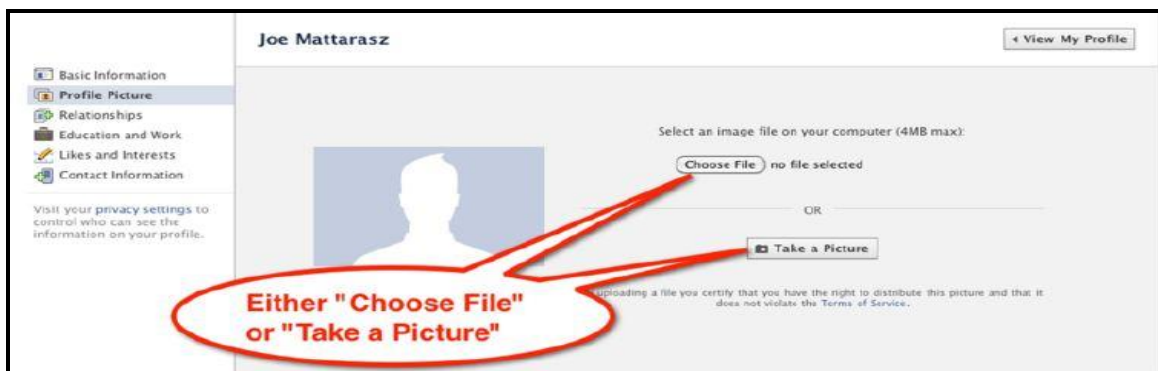 Joe Mattarasz
View My Profile
Basic Information
Profile Picture
Relationships
Education and Work
Likes and Interests
Contact Information
Visit your privacy settings to
control who can see the
information on your profile.
Select an image file on your computer (4MB max):
Choose File no file selected
OR
Take a Picture
uploading a file you certify that you have the right to distribute this picture and that it
does not violate the Terms of Service.
Either "Choose File"
or "Take a Picture"